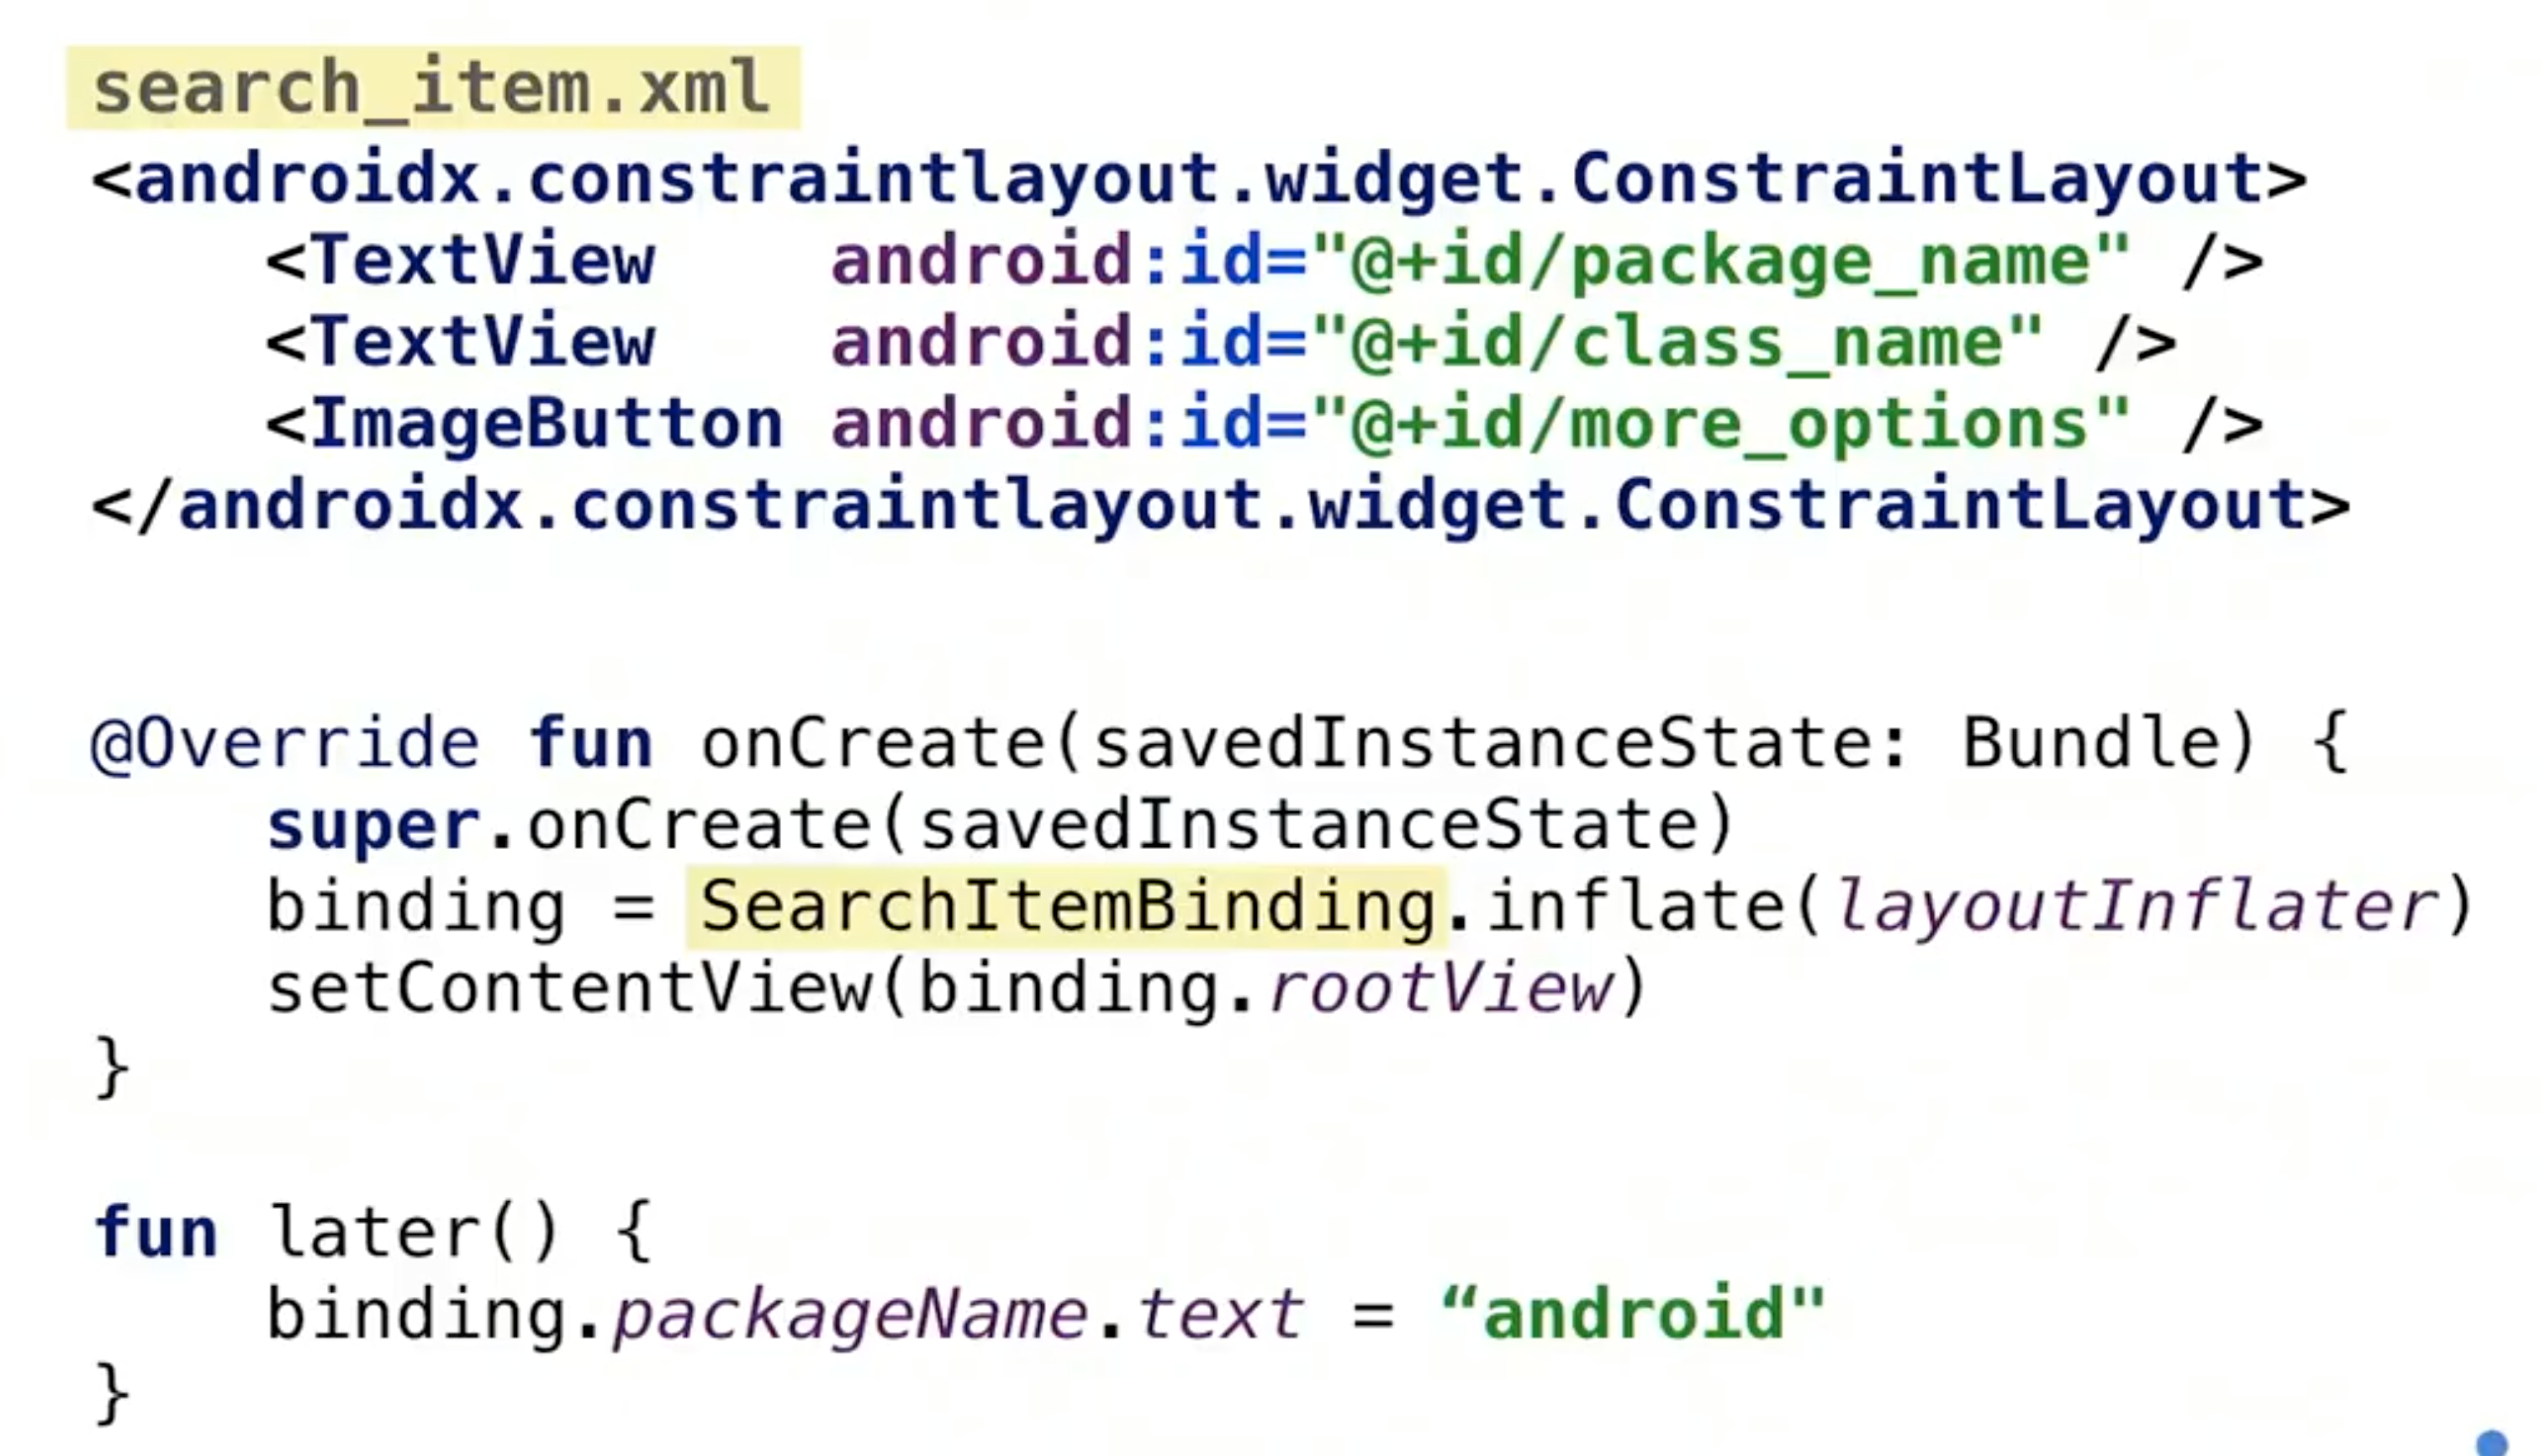 search_item.xml
<androidx.constraintlayout.widget.ConstraintLayout>
    <TextView    android:id="@+id/package_name" />
    <TextView    android:id="@+id/class_name" />
    <ImageButton android:id="@+id/more_options" />
</androidx.constraintlayout.widget.ConstraintLayout>
@Override fun onCreate(savedInstanceState: Bundle) {
    super.onCreate(savedInstanceState)
    binding = SearchItemBinding.inflate(layoutInflater)
    setContentView(binding.rootView)
}
fun later() {
    binding.packageName.text = “android"
}